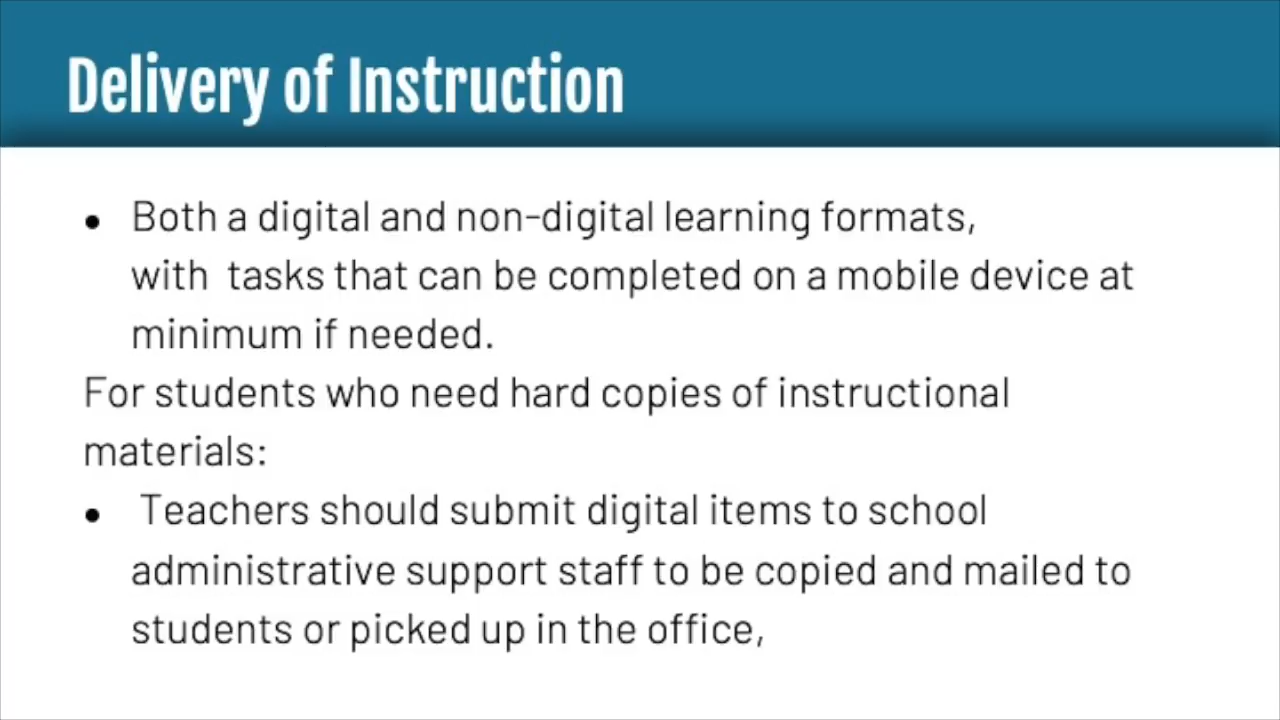 Delivery of Instruction
• Both a digital and non-digital learning formats,
with tasks that can be completed on a mobile device at
minimum if needed.
For students who need hard copies of instructional
materials:
• Teachers should submit digital items to school
administrative support staff to be copied and mailed to
students or picked up in the office,